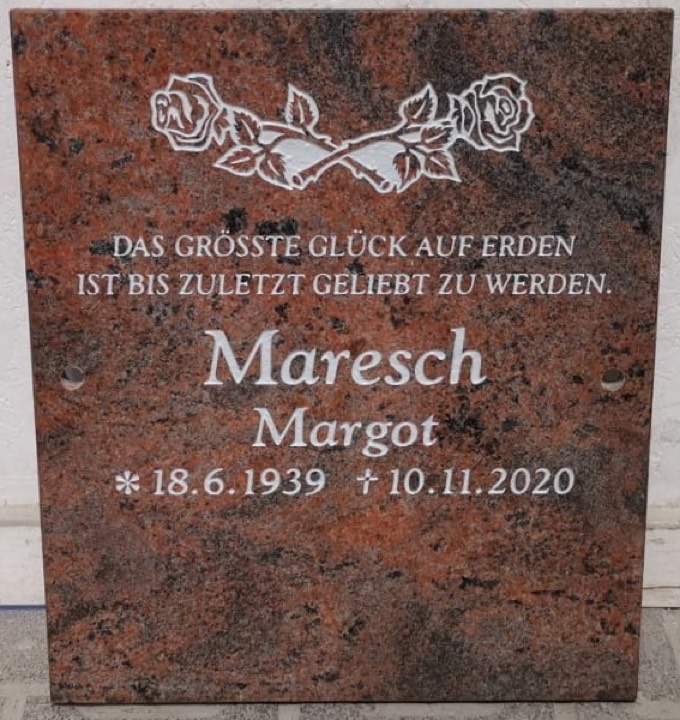 DAS GRÖSSTE GLÜCK AUF ERDEN
IST BIS ZULETZT GELIEBT ZU WERDEN.
Maresch
Margot
* 18.6.1939 † 10.11.2020